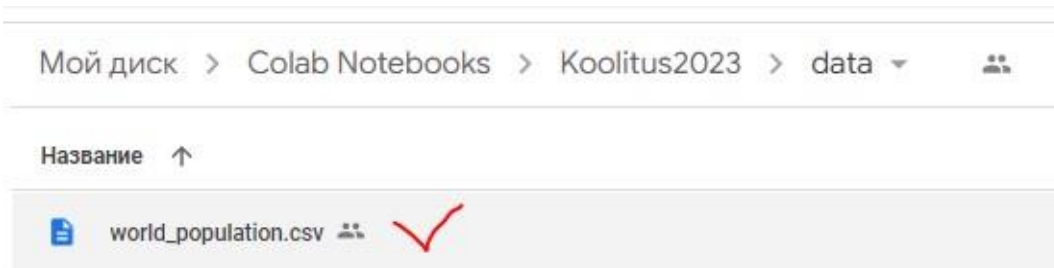 Мой диск > Colab Notebooks > Koolitus2023 > data
Название ↑
world_population.csv